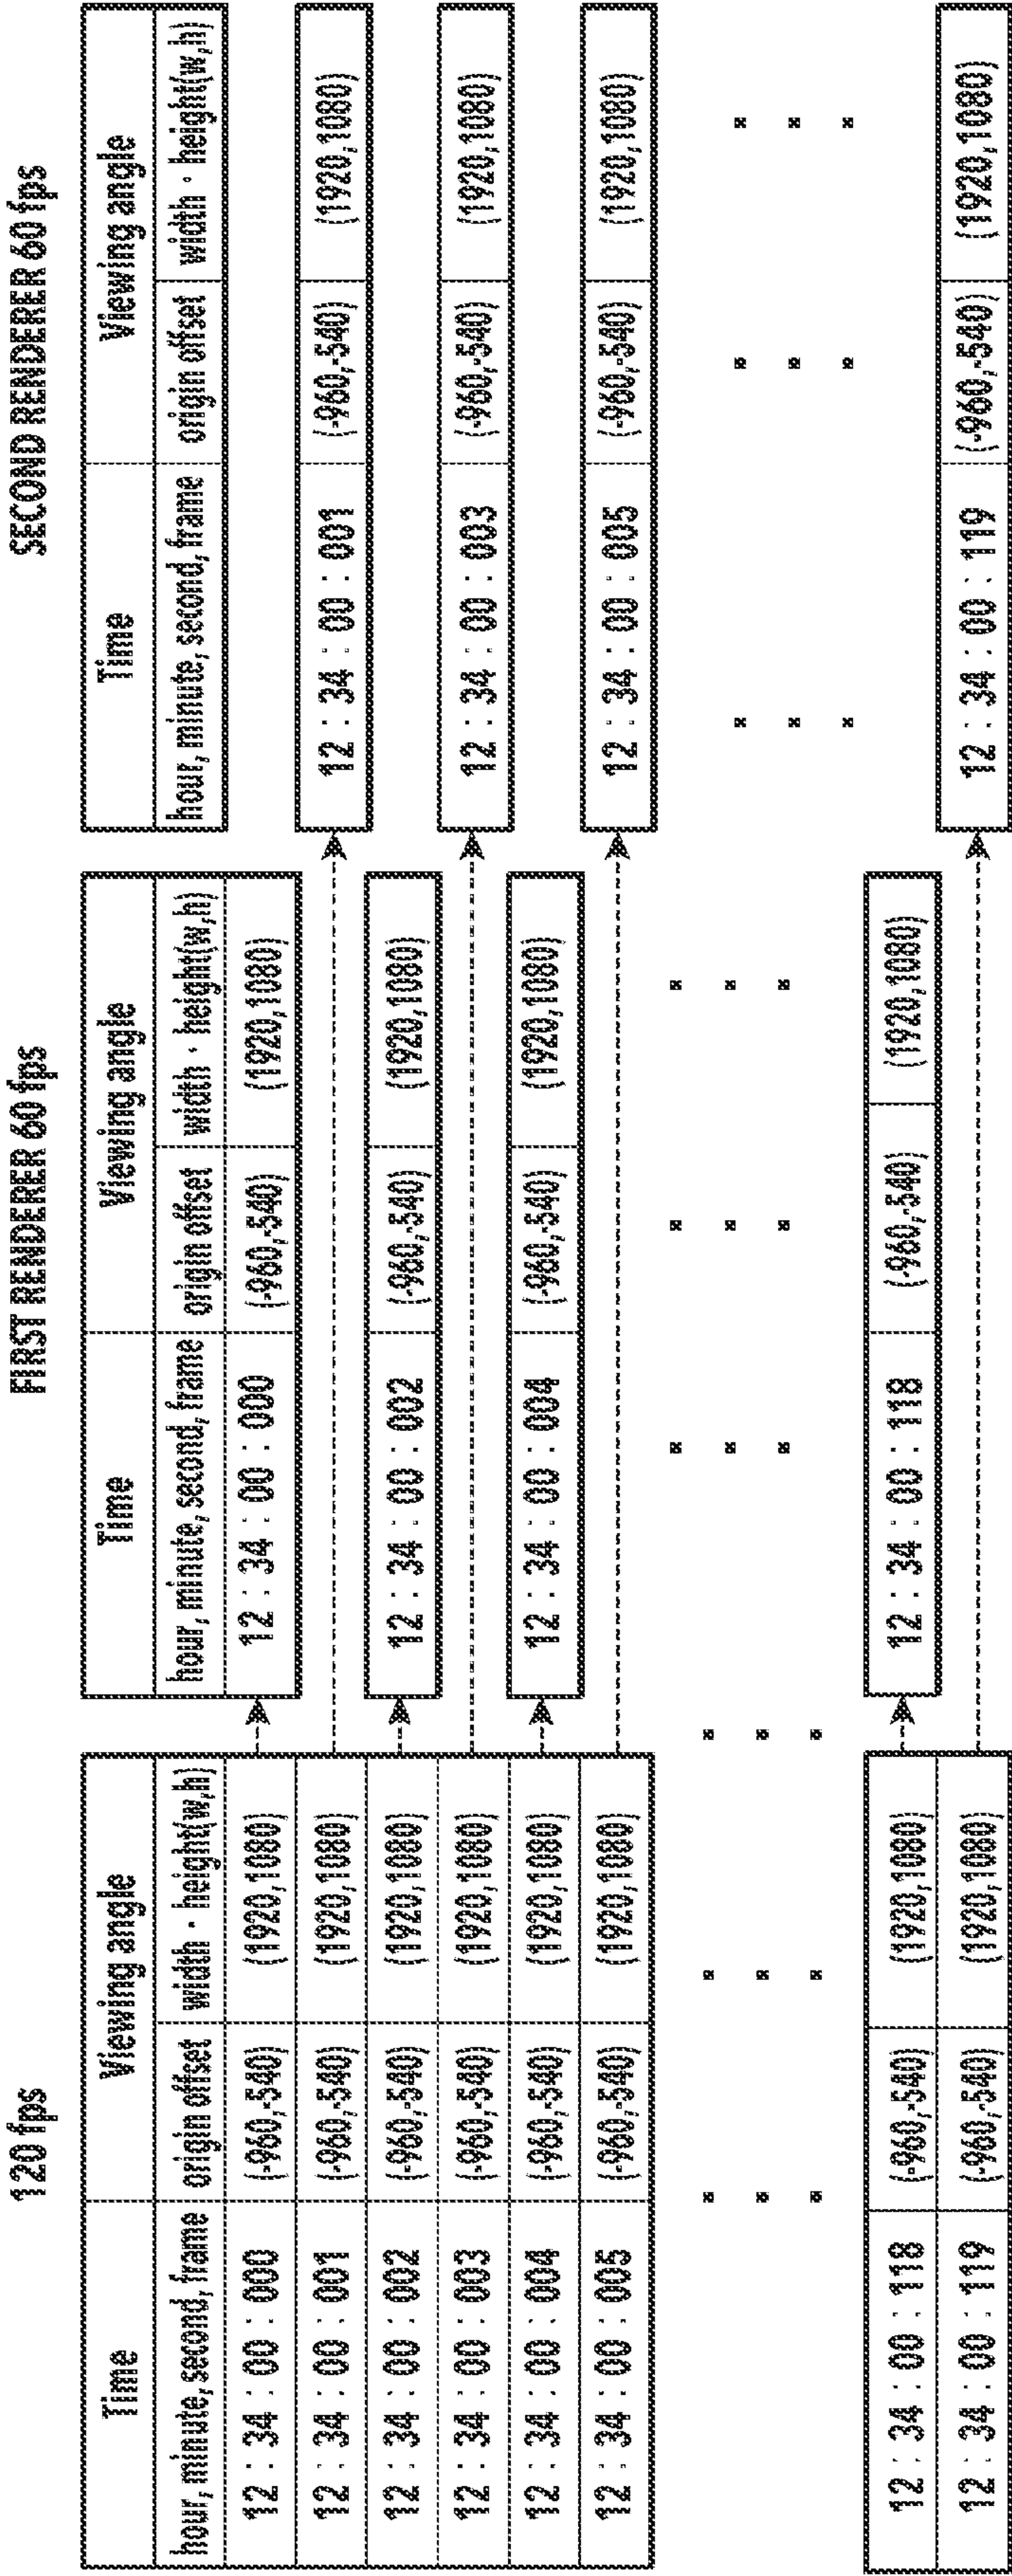 120 fps
Time Viewing angle
hour, minute, second, frame origin offset width · height(w,h)
12 : 34 : 00 : 000 (-960,-540) (1920,1080)
12 : 34 : 00 : 001 (-960,-540) (1920,1080)
12 : 34 : 00 : 002 (-960,-540) (1920,1080)
12 : 34 : 00 : 003 (-960,-540) (1920,1080)
12 : 34 : 00 : 004 (-960,-540) (1920,1080)
12 : 34 : 00 : 005 (-960,-540) (1920,1080)
12 : 34 : 00 : 118 (-960,-540) (1920,1080)
12 : 34 : 00 : 119 (-960,-540) (1920,1080)
FIRST RENDERER 60 fps
Time Viewing angle
hour, minute, second, frame origin offset width · height(w,h)
12 : 34 : 00 : 000 (-960,-540) (1920,1080)
12 : 34 : 00 : 002 (-960,-540) (1920,1080)
12 : 34 : 00 : 004 (-960,-540) (1920,1080)
12 : 34 : 00 : 118 (-960,-540) (1920,1080)
SECOND RENDERER 60 fps
Time Viewing angle
hour, minute, second, frame origin offset width · height(w,h)
12 : 34 : 00 : 001 (-960,-540) (1920,1080)
12 : 34 : 00 : 003 (-960,-540) (1920,1080)
12 : 34 : 00 : 005 (-960,-540) (1920,1080)
12 : 34 : 00 : 119 (-960,-540) (1920,1080)